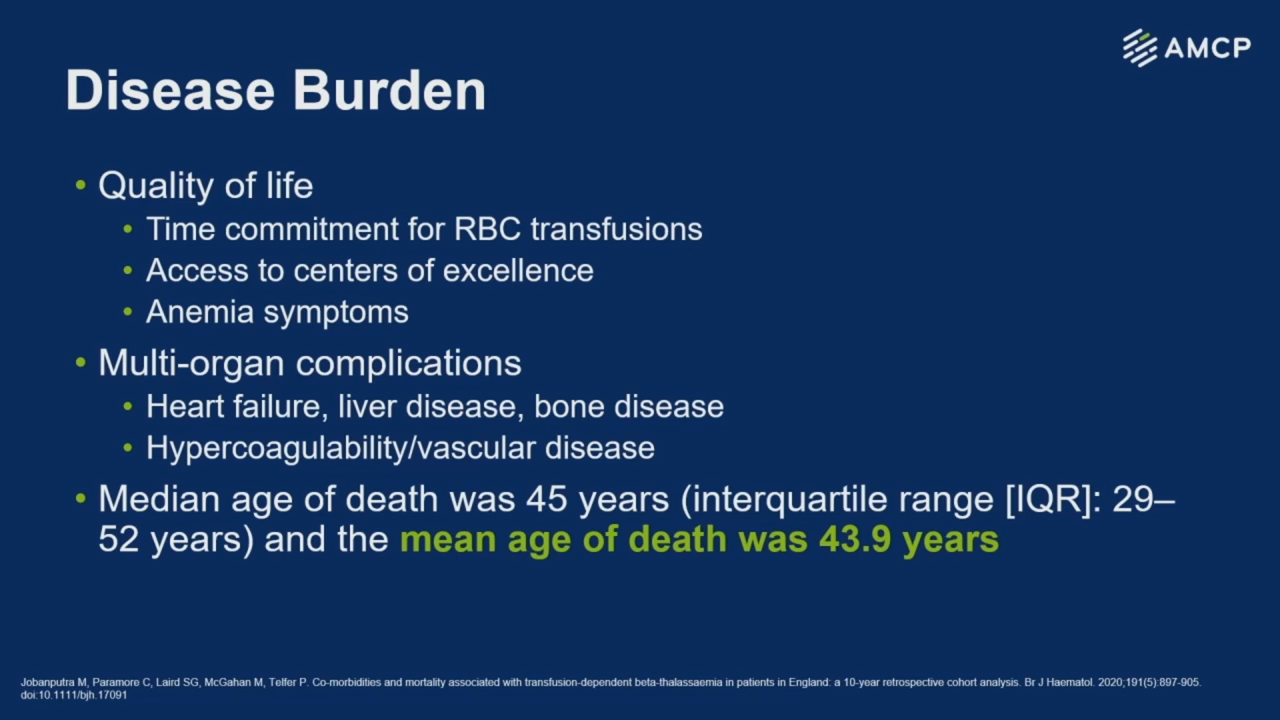 AMCP
Disease Burden
• Quality of life
• Time commitment for RBC transfusions
• Access to centers of excellence
• Anemia symptoms
• Multi-organ complications
• Heart failure, liver disease, bone disease
• Hypercoagulability/vascular disease
• Median age of death was 45 years (interquartile range [IQR]: 29–
52 years) and the mean age of death was 43.9 years
Jobanputra M, Paramore C, Laird SG, McGahan M, Telfer P. Co-morbidities and mortality associated with transfusion-dependent beta-thalassaemia in patients in England: a 10-year retrospective cohort analysis. Br J Haematol. 2020;191(5):897-905.
doi:10.1111/bjh.17091